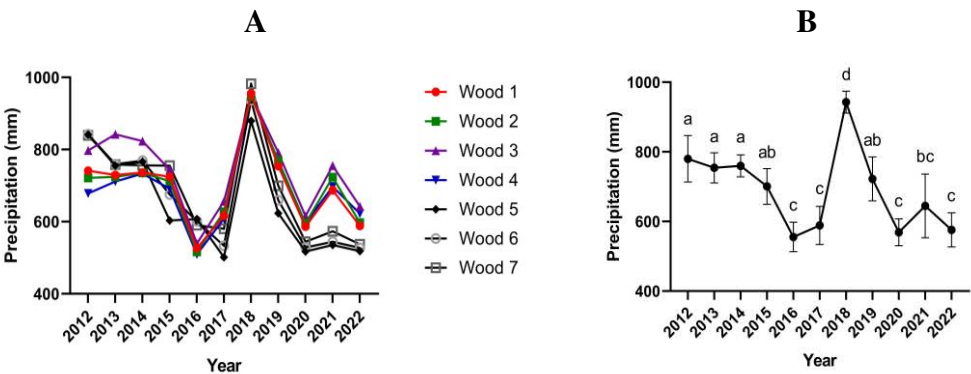 A
B
Precipitation (mm)
1000
800
600
400
2012
2013
2014
2015
2016
2017
2018
2019
2020
2021
2022
Year
Wood 1
Wood 2
Wood 3
Wood 4
Wood 5
Wood 6
Wood 7
Precipitation (mm)
1000
800
600
400
a
a
a
ab
c
c
d
ab
c
bc
c
2012
2013
2014
2015
2016
2017
2018
2019
2020
2021
2022
Year